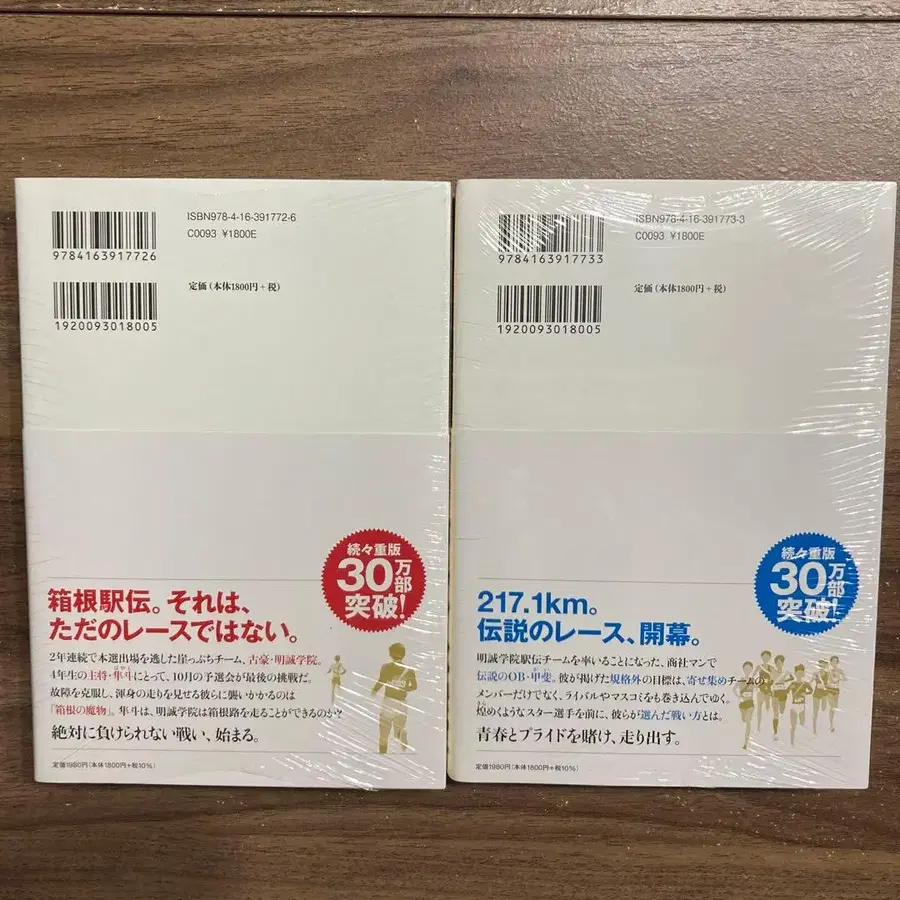 ISBN978-4-16-391772-6
C0093 ¥1800E
9784163917726
定価(本体1800円+税)
1920093018005
続々重版
30万部
突破!
箱根駅伝。それは、
ただのレースではない。
2年連続で本選出場を逃した崖っぷちチーム、古豪・明誠学院。
4年生の主将・隼斗にとって、10月の予選会が最後の挑戦だ。
はやと
故障を克服し、渾身の走りを見せる彼らに襲いかかるのは
「箱根の魔物」。隼斗は、明誠学院は箱根路を走ることができるのか?
絶対に負けられない戦い、始まる。
定価1980円(本体1800円+税10%)
ISBN978-4-16-391773-3
C0093 ¥1800E
9784163917733
定価(本体1800円+税)
1920093018005
続々重版
30万部
突破!
217.1km。
伝説のレース、開幕。
明誠学院駅伝チームを率いることになった、商社マンで
伝説のOB・甲斐。彼が掲げた規格外の目標は、寄せ集めチームの
メンバーだけでなく、ライバルやマスコミをも巻き込んでゆく。
煌めくようなスター選手を前に、彼らが選んだ戦い方とは。
きら
青春とプライドを賭け、走り出す。
定価1980円(本体1800円+税10%)